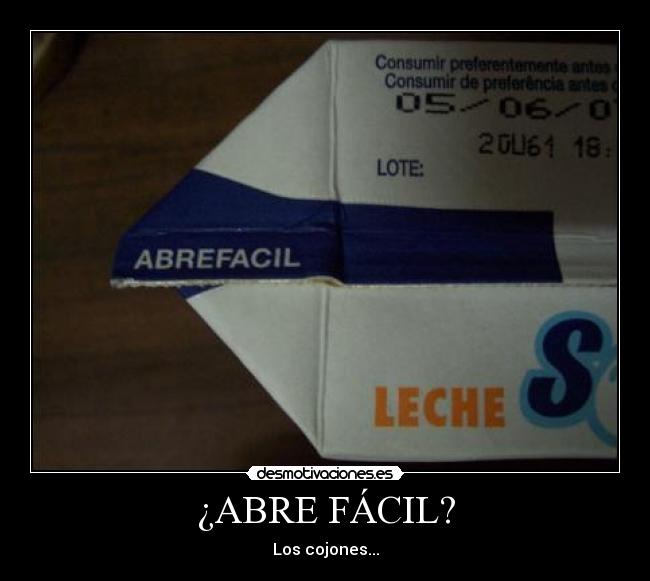 Consumir preferentemente antes
Consumir de preferência antes
05/06/0
20U61 18:
LOTE:
ABREFACIL
LECHE
desmotivaciones.es
¿ABRE FÁCIL?
Los cojones...